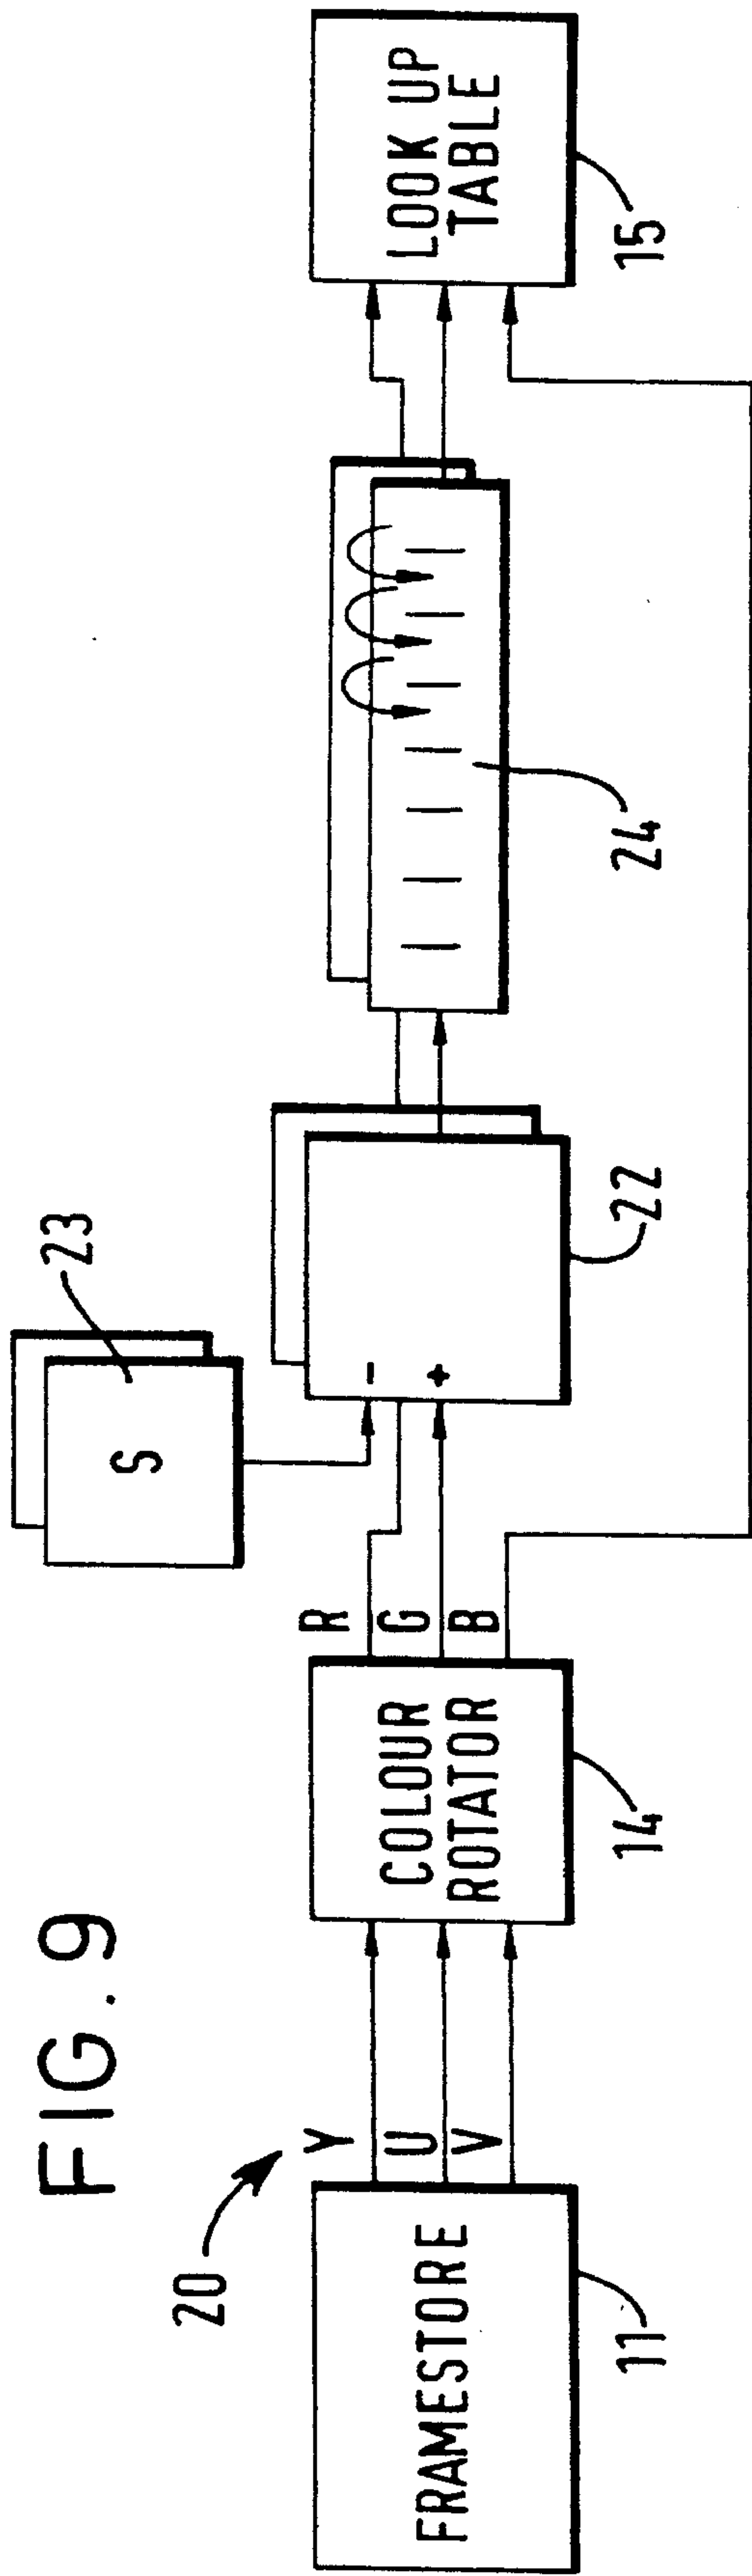 FIG. 9
20
FRAMESTORE
11
Y
U
V
COLOUR
ROTATOR
14
R
G
B
S
23
-
+
22
24
LOOK UP
TABLE
15